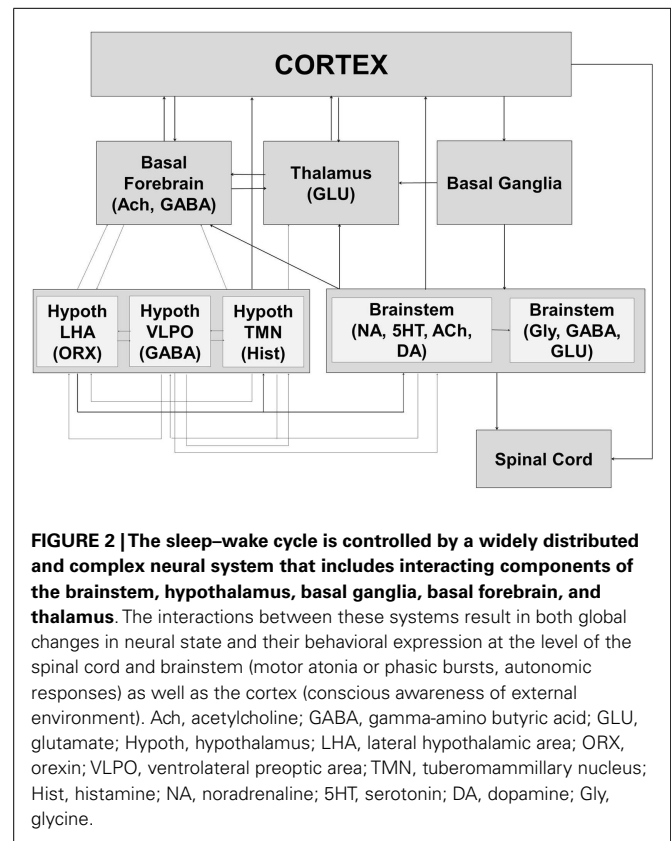 CORTEX
Basal
Forebrain
(Ach, GABA)
Thalamus
(GLU)
Basal Ganglia
Hypoth
LHA
(ORX)
Hypoth
VLPO
(GABA)
Hypoth
TMN
(Hist)
Brainstem
(NA, 5HT, ACh,
DA)
Brainstem
(Gly, GABA,
GLU)
Spinal Cord
FIGURE 2 | The sleep–wake cycle is controlled by a widely distributed
and complex neural system that includes interacting components of
the brainstem, hypothalamus, basal ganglia, basal forebrain, and
thalamus. The interactions between these systems result in both global
changes in neural state and their behavioral expression at the level of the
spinal cord and brainstem (motor atonia or phasic bursts, autonomic
responses) as well as the cortex (conscious awareness of external
environment). Ach, acetylcholine; GABA, gamma-amino butyric acid; GLU,
glutamate; Hypoth, hypothalamus; LHA, lateral hypothalamic area; ORX,
orexin; VLPO, ventrolateral preoptic area; TMN, tuberomammillary nucleus;
Hist, histamine; NA, noradrenaline; 5HT, serotonin; DA, dopamine; Gly,
glycine.